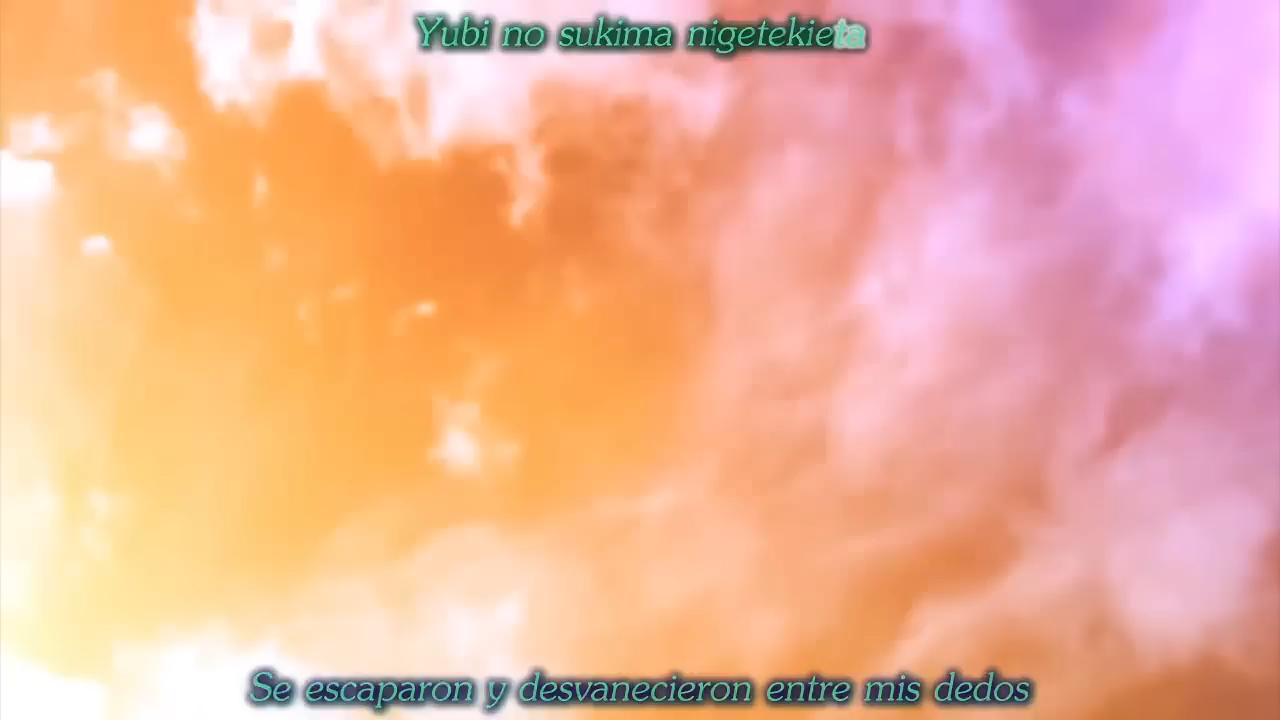 Yubi no sukima nigetekieta
Se escaparon y desvanecieron entre mis dedos